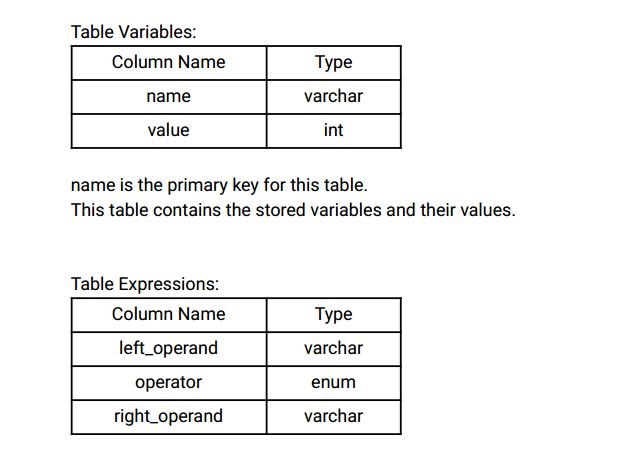 Table Variables:
Column Name Type
name varchar
value int
name is the primary key for this table.
This table contains the stored variables and their values.
Table Expressions:
Column Name Type
left_operand varchar
operator enum
right_operand varchar